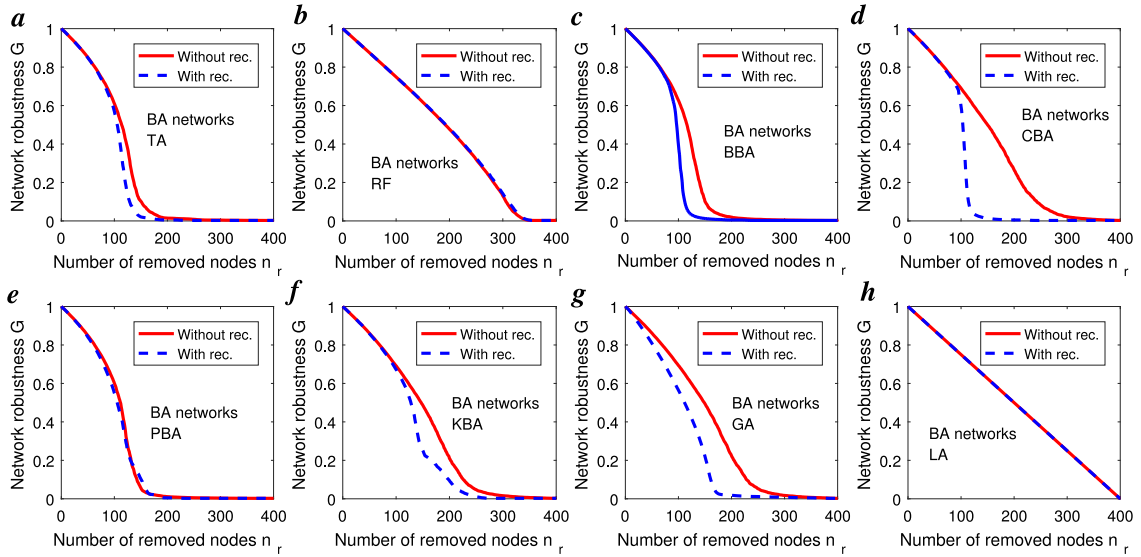 a
Network robustness G
1
0.8
0.6
0.4
0.2
0
Without rec.
With rec.
BA networks
TA
0 100 200 300 400
Number of removed nodes n r
b
Network robustness G
1
0.8
0.6
0.4
0.2
0
Without rec.
With rec.
BA networks
RF
0 100 200 300 400
Number of removed nodes n r
c
Network robustness G
1
0.8
0.6
0.4
0.2
0
Without rec.
With rec.
BA networks
BBA
0 100 200 300 400
Number of removed nodes n r
d
Network robustness G
1
0.8
0.6
0.4
0.2
0
Without rec.
With rec.
BA networks
CBA
0 100 200 300 400
Number of removed nodes n r
e
Network robustness G
1
0.8
0.6
0.4
0.2
0
Without rec.
With rec.
BA networks
PBA
0 100 200 300 400
Number of removed nodes n r
f
Network robustness G
1
0.8
0.6
0.4
0.2
0
Without rec.
With rec.
BA networks
KBA
0 100 200 300 400
Number of removed nodes n r
g
Network robustness G
1
0.8
0.6
0.4
0.2
0
Without rec.
With rec.
BA networks
GA
0 100 200 300 400
Number of removed nodes n r
h
Network robustness G
1
0.8
0.6
0.4
0.2
0
Without rec.
With rec.
BA networks
LA
0 100 200 300 400
Number of removed nodes n r